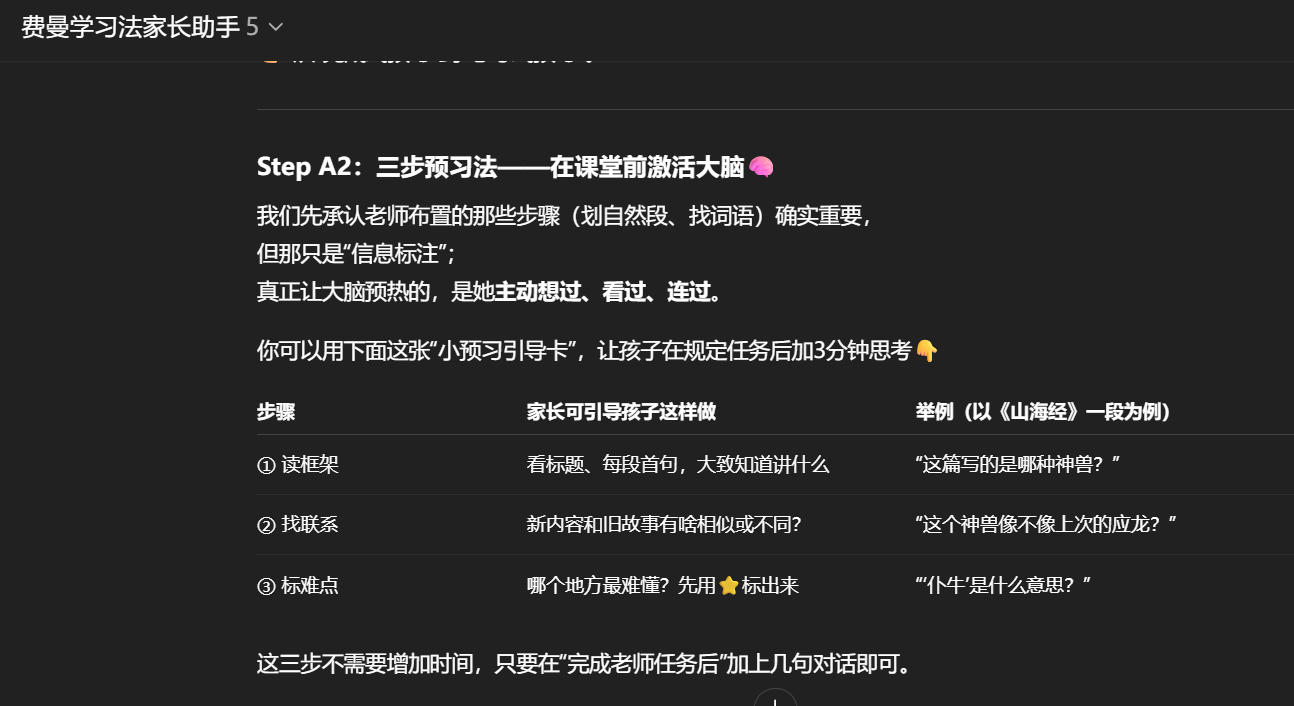 费曼学习法家长助手 5
Step A2：三步预习法——在课堂前激活大脑🧠
我们先承认老师布置的那些步骤（划自然段、找词语）确实重要，
但那只是“信息标注”；
真正让大脑预热的，是她主动想过、看过、连过。
你可以用下面这张“小预习引导卡”，让孩子在规定任务后加3分钟思考👇
步骤 家长可引导孩子这样做 举例（以《山海经》一段为例）
① 读框架 看标题、每段首句，大致知道讲什么 “这篇写的是哪种神兽？”
② 找联系 新内容和旧故事有啥相似或不同？ “这个神兽像不像上次的应龙？”
③ 标难点 哪个地方最难懂？先用⭐标出来 “‘仆牛’是什么意思？”
这三步不需要增加时间，只要在“完成老师任务后”加上几句对话即可。